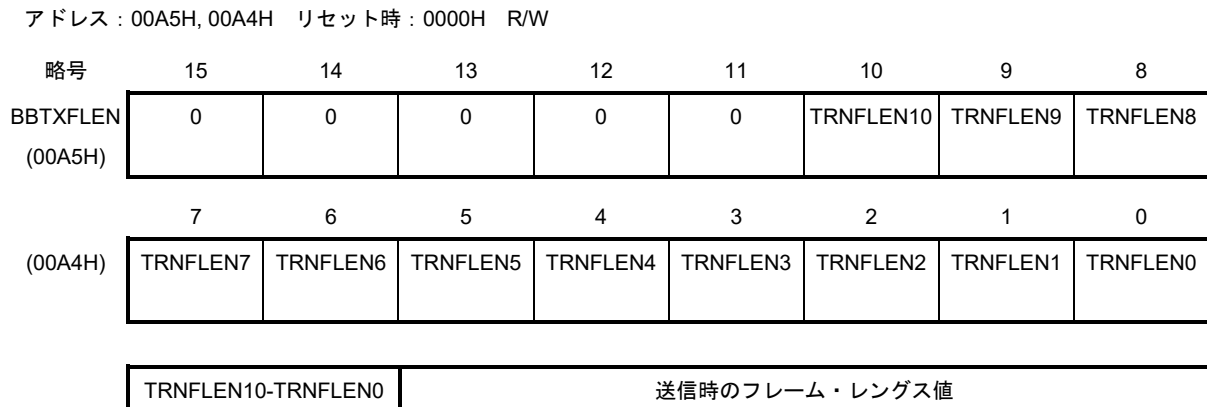 アドレス：00A5H, 00A4H　リセット時：0000H　R/W
略号 15 14 13 12 11 10 9 8
BBTXFLEN 0 0 0 0 0 TRNFLEN10 TRNFLEN9 TRNFLEN8
(00A5H)
7 6 5 4 3 2 1 0
(00A4H) TRNFLEN7 TRNFLEN6 TRNFLEN5 TRNFLEN4 TRNFLEN3 TRNFLEN2 TRNFLEN1 TRNFLEN0
TRNFLEN10-TRNFLEN0 送信時のフレーム・レングス値